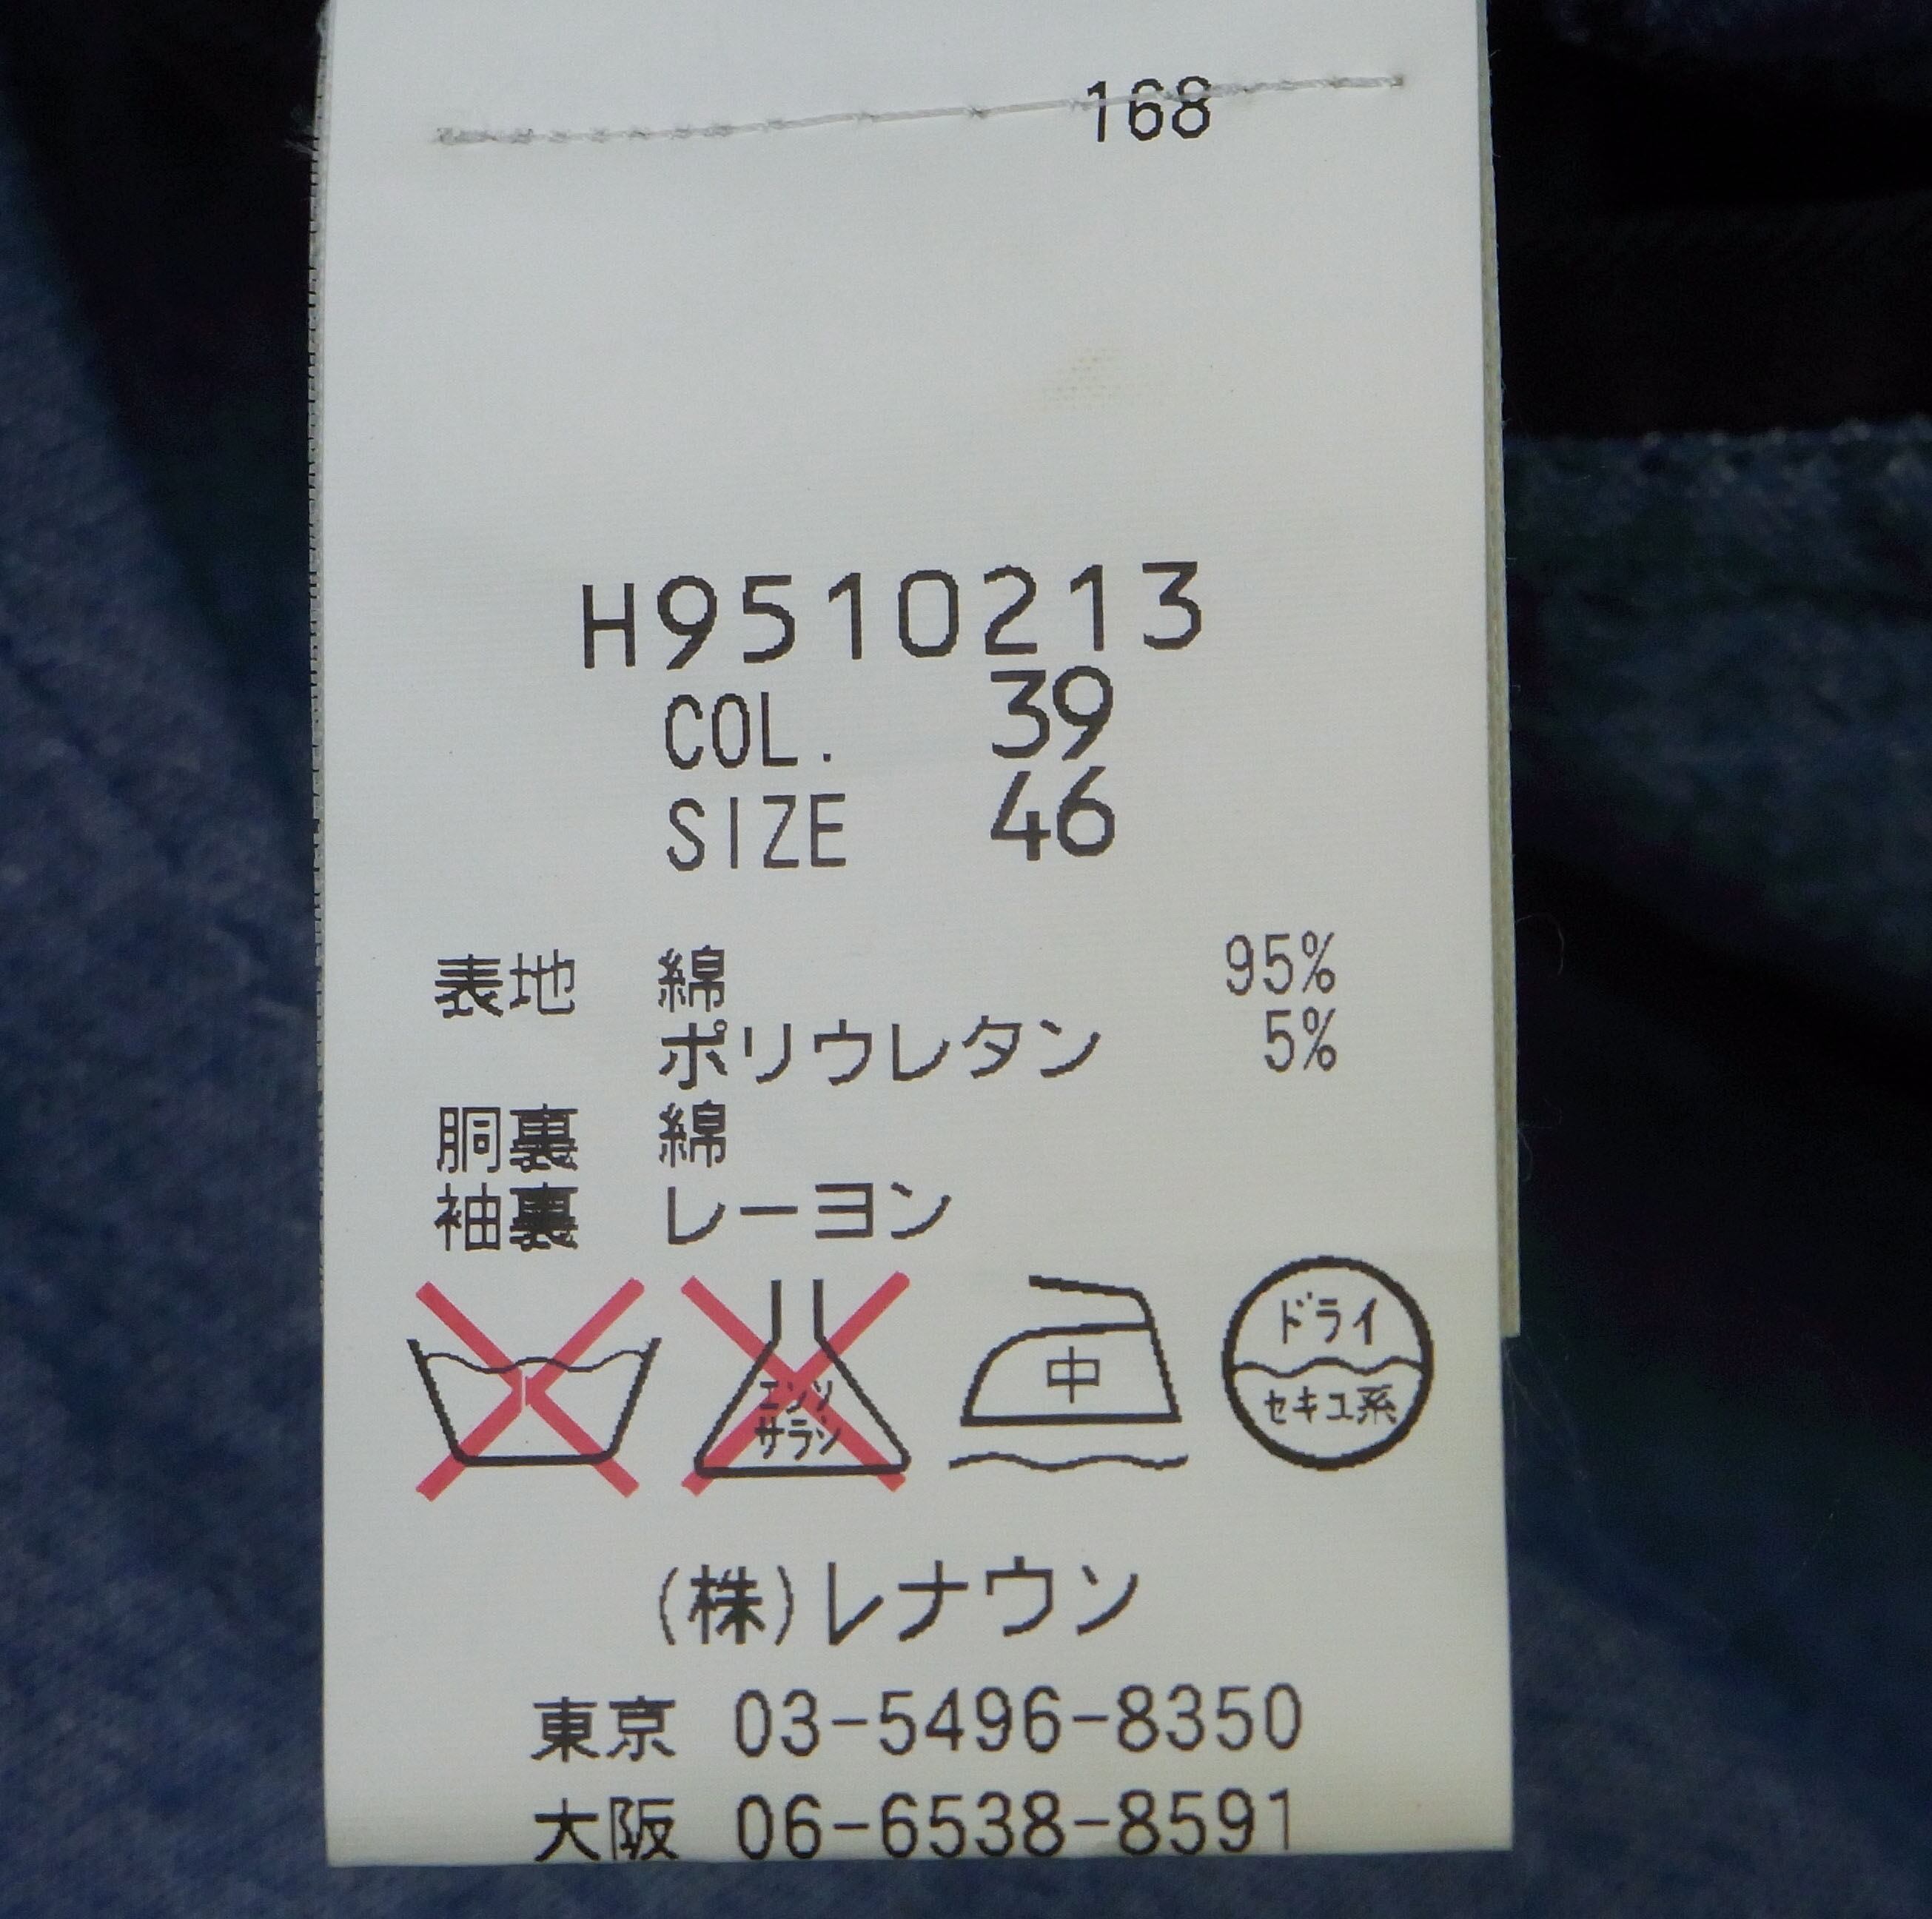 168
H9510213
COL. 39
SIZE 46
表地 綿 95%
ポリウレタン 5%
胴裏 綿
袖裏 レーヨン
エンソ
サラシ
中
ドライ
セキユ系
(株)レナウン
東京 03-5496-8350
大阪 06-6538-8591